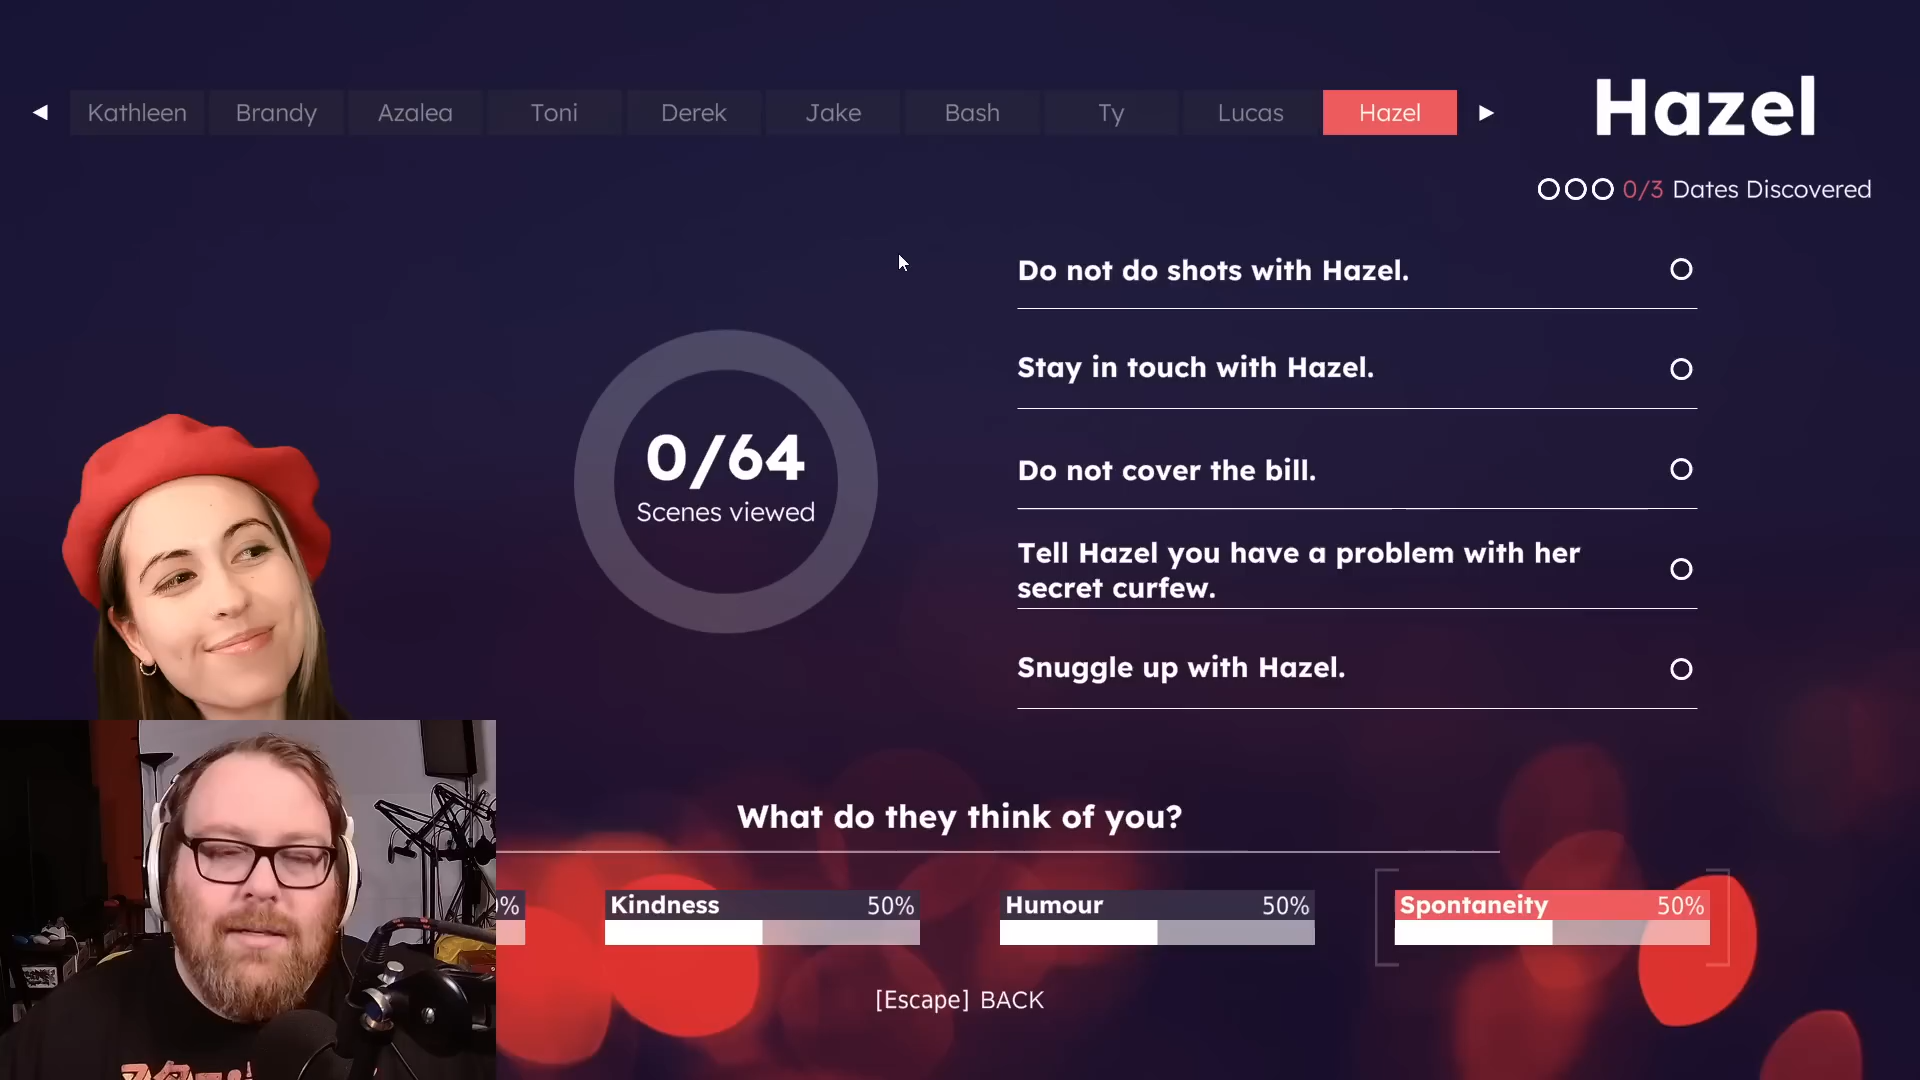 Kathleen
Brandy
Azalea
Toni
Derek
Jake
Bash
Ty
Lucas
Hazel
Hazel
0/3 Dates Discovered
Do not do shots with Hazel.
Stay in touch with Hazel.
Do not cover the bill.
Tell Hazel you have a problem with her
secret curfew.
Snuggle up with Hazel.
0/64
Scenes viewed
What do they think of you?
%
Kindness 50%
Humour 50%
Spontaneity 50%
[Escape] BACK